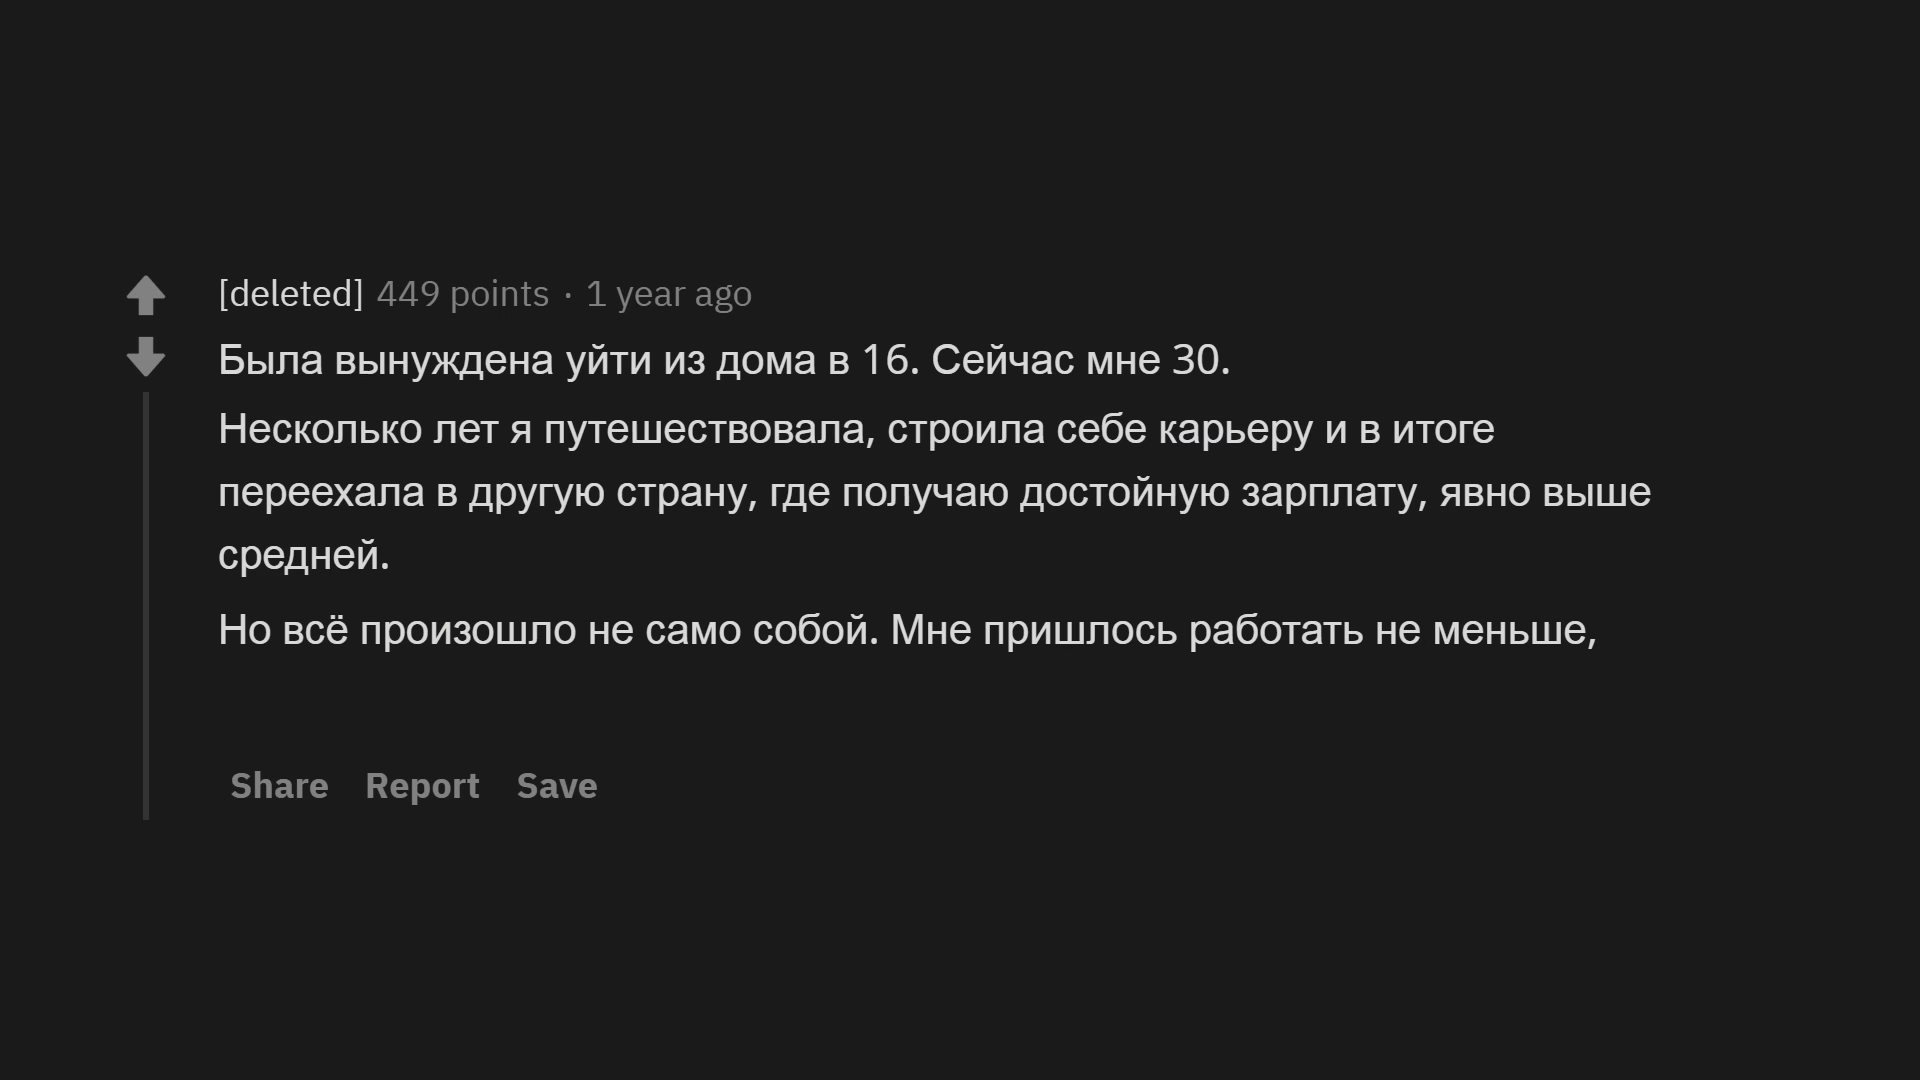 [deleted] 449 points · 1 year ago
Была вынуждена уйти из дома в 16. Сейчас мне 30.
Несколько лет я путешествовала, строила себе карьеру и в итоге
переехала в другую страну, где получаю достойную зарплату, явно выше
средней.
Но всё произошло не само собой. Мне пришлось работать не меньше,
Share Report Save